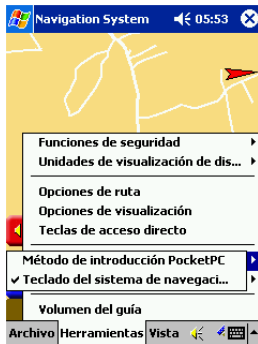 Navigation System 05:53
Funciones de seguridad
Unidades de visualización de dis...
Opciones de ruta
Opciones de visualización
Teclas de acceso directo
Método de introducción PocketPC
Teclado del sistema de navegaci...
Volumen del guía
Archivo Herramientas Vista